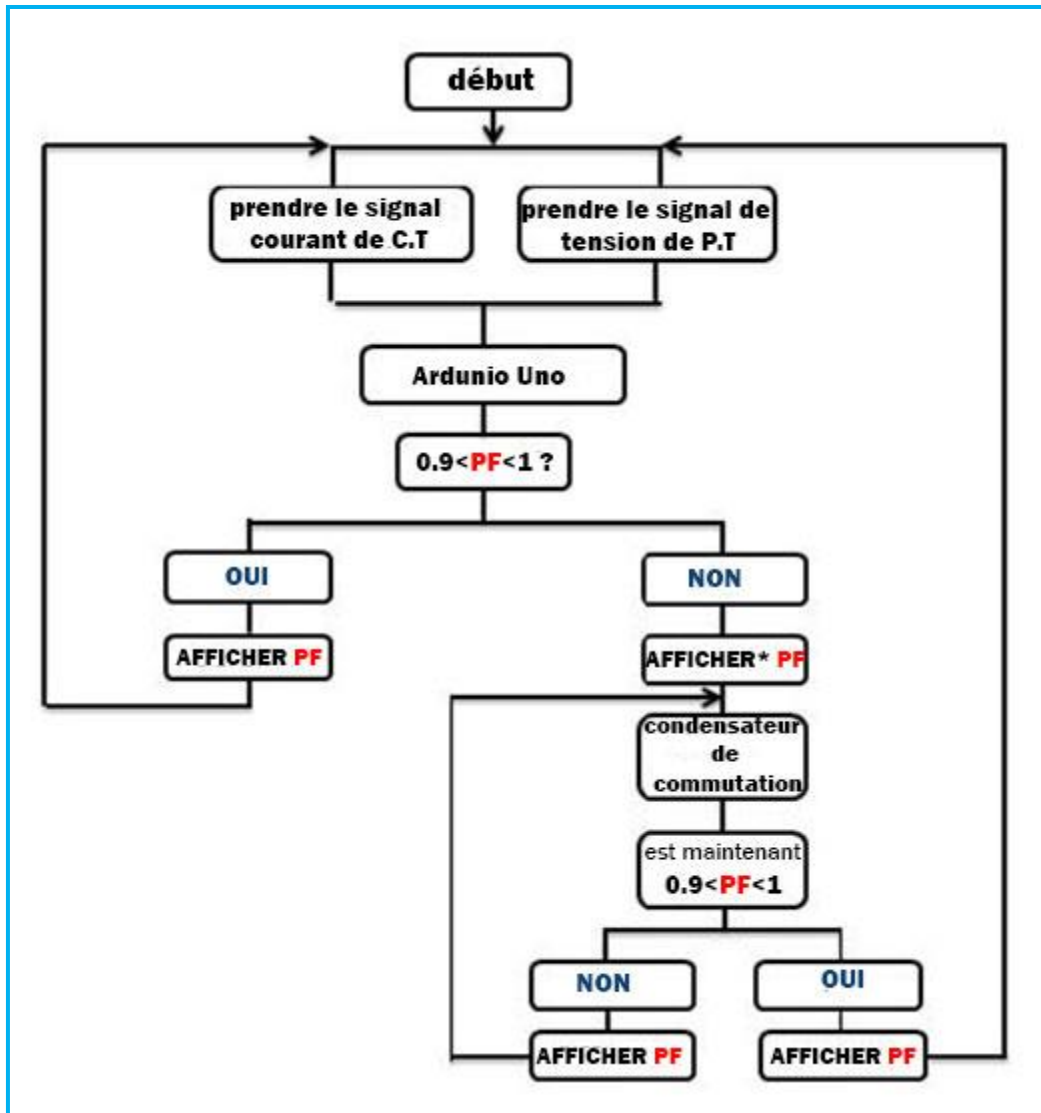 début
prendre le signal
courant de C.T
prendre le signal de
tension de P.T
Ardunio Uno
0.9<PF<1 ?
OUI
NON
AFFICHER PF
AFFICHER* PF
condensateur
de
commutation
est maintenant
0.9<PF<1
NON
OUI
AFFICHER PF
AFFICHER PF